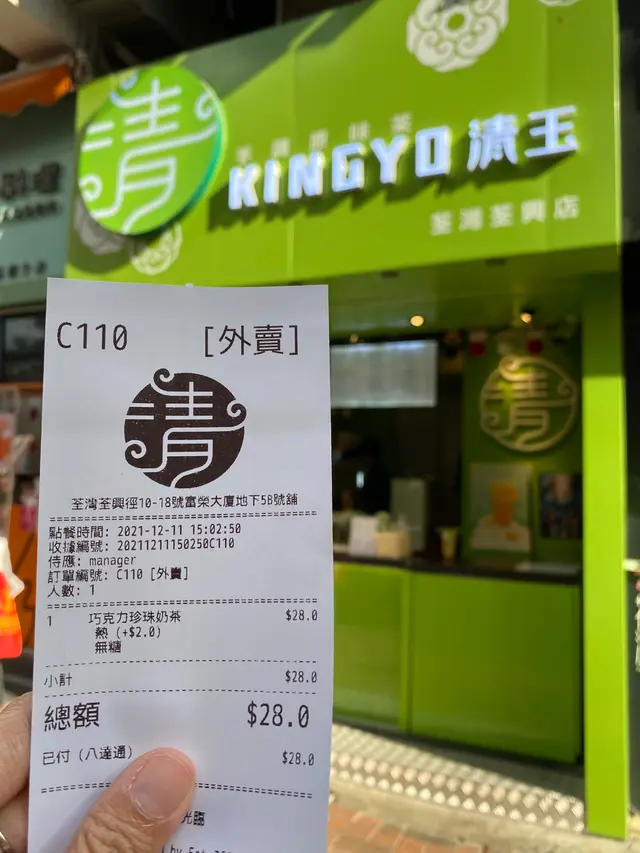 清
KINGYO 清玉
荃灣荃興店
C110 [外賣]
清
荃灣荃興徑10-18號富榮大廈地下5B號舖
點餐時間: 2021-12-11 15:02:50
收據編號: 20211211150250C110
侍應: manager
訂單編號: C110 [外賣]
人數: 1
1 巧克力珍珠奶茶 $28.0
熱 (+$2.0)
無糖
小計 $28.0
總額 $28.0
已付 (八達通) $28.0
光臨
清